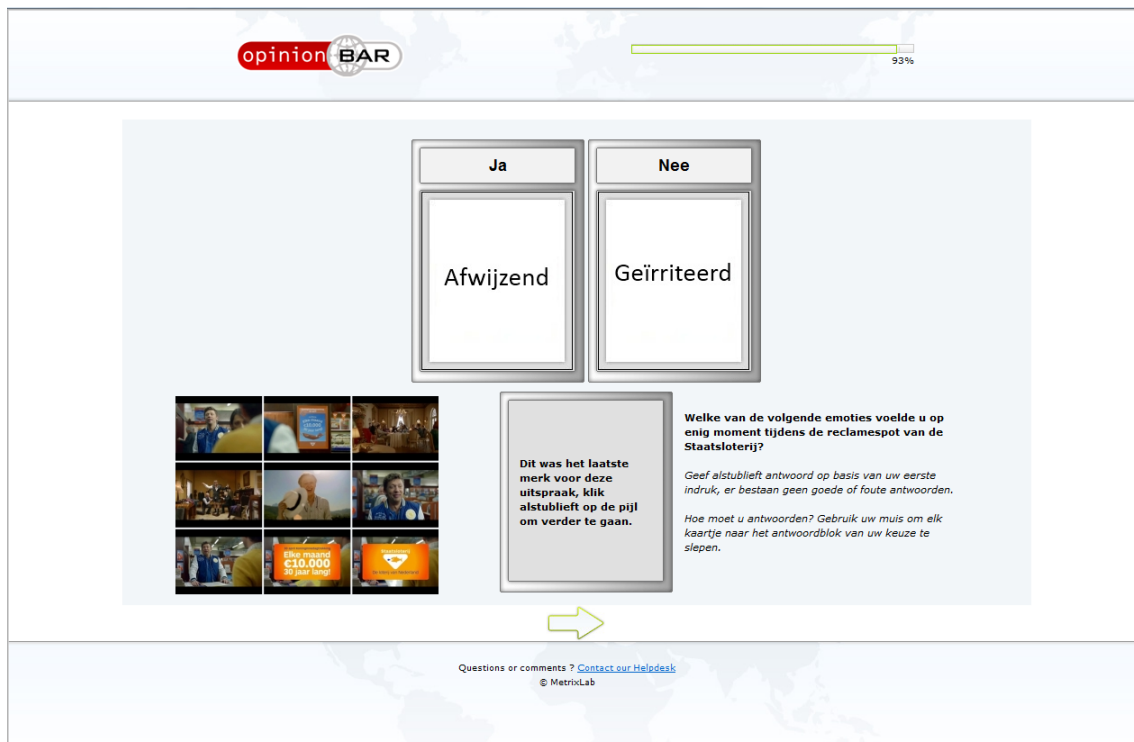 opinion BAR
93%
Ja
Nee
Afwijzend
Geïrriteerd
Elke maand
€10.000
30 jaar lang!
Staatsloterij
Dit was het laatste
merk voor deze
uitspraak, klik
alstublieft op de pijl
om verder te gaan.
Welke van de volgende emoties voelde u op
enig moment tijdens de reclamespot van de
Staatsloterij?
Geef alstublieft antwoord op basis van uw eerste
indruk, er bestaan geen goede of foute antwoorden.
Hoe moet u antwoorden? Gebruik uw muis om elk
kaartje naar het antwoordblok van uw keuze te
slepen.
Questions or comments ? Contact our Helpdesk
© MetrixLab